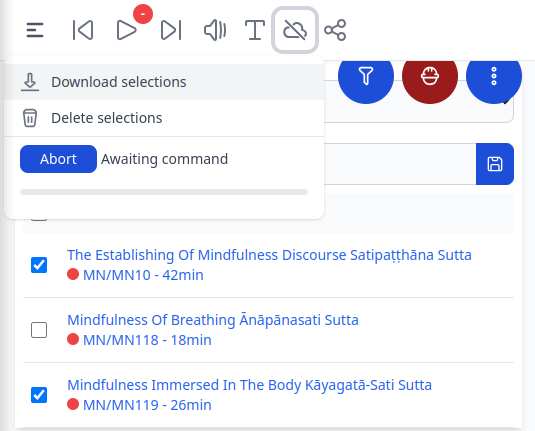 -
T
Download selections
Delete selections
Abort Awaiting command
The Establishing Of Mindfulness Discourse Satipaṭṭhāna Sutta
MN/MN10 - 42min
Mindfulness Of Breathing Ānāpānasati Sutta
MN/MN118 - 18min
Mindfulness Immersed In The Body Kāyagatā-Sati Sutta
MN/MN119 - 26min